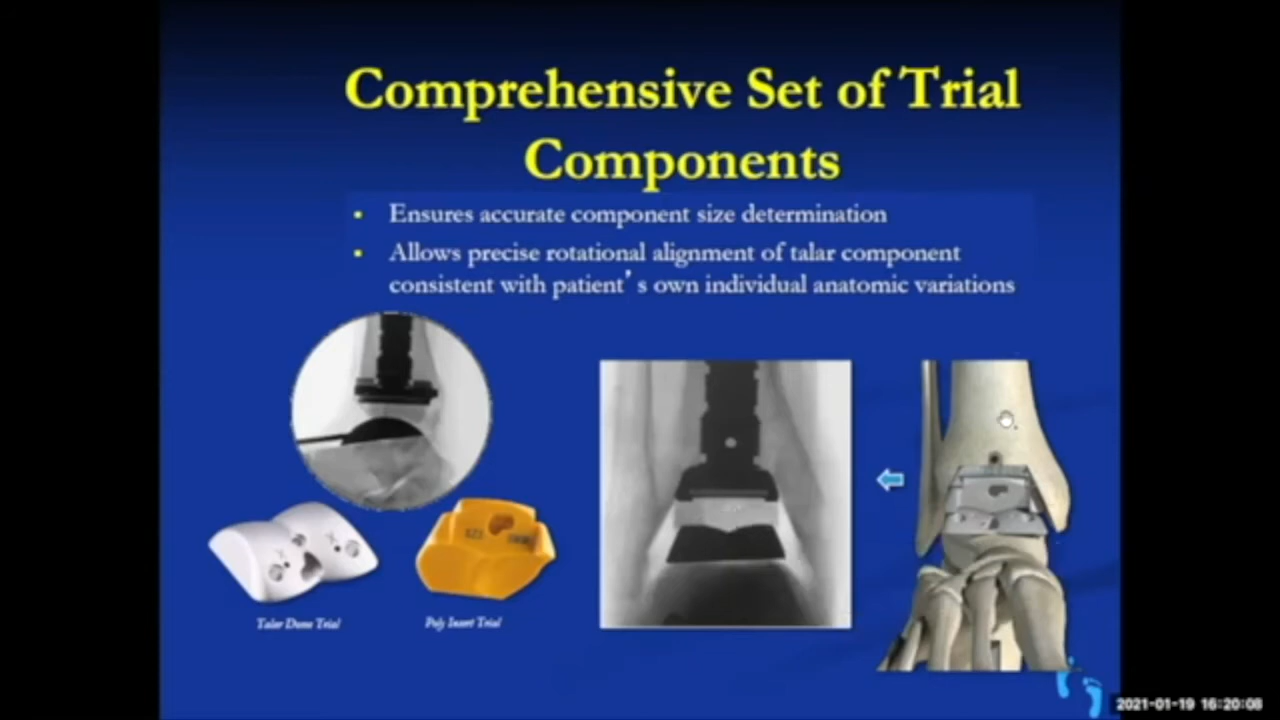 Comprehensive Set of Trial
Components
• Ensures accurate component size determination
• Allows precise rotational alignment of talar component
consistent with patient's own individual anatomic variations
Talar Dome Trial
Poly Insert Trial
2021-01-19 16:20:08